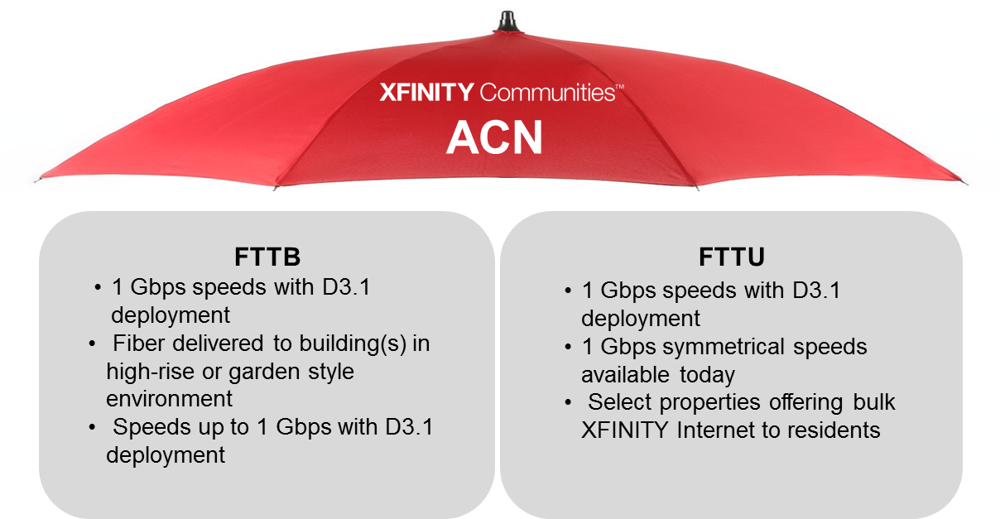 XFINITY Communities™
ACN
FTTB
• 1 Gbps speeds with D3.1
deployment
• Fiber delivered to building(s) in
high-rise or garden style
environment
• Speeds up to 1 Gbps with D3.1
deployment
FTTU
• 1 Gbps speeds with D3.1
deployment
• 1 Gbps symmetrical speeds
available today
• Select properties offering bulk
XFINITY Internet to residents